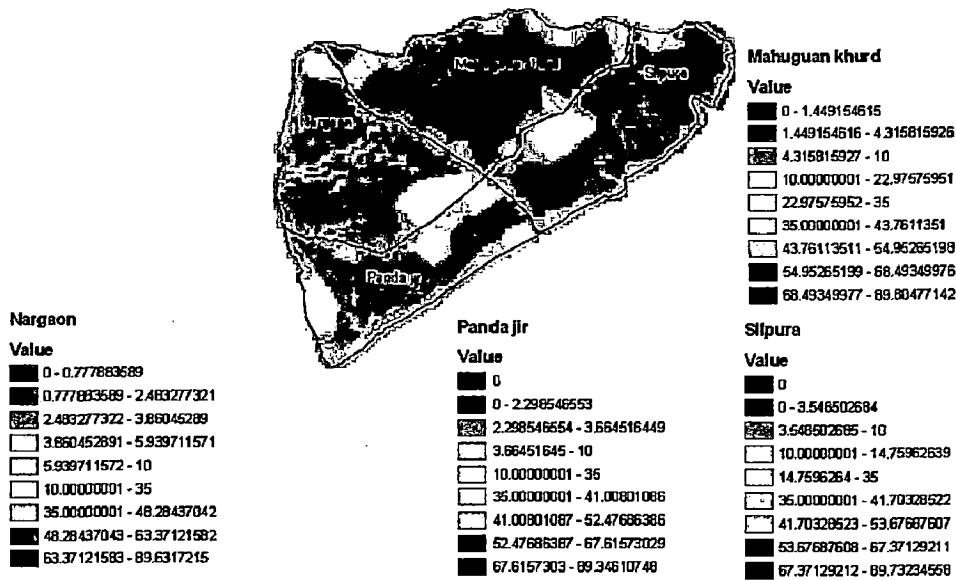 Silpura
Panda jir
Mahuguan khurd
Value
0 - 1.449154615
1.449154616 - 4.315815926
4.315815927 - 10
10.00000001 - 22.97575951
22.97575952 - 35
35.00000001 - 43.7611351
43.76113511 - 54.95265198
54.95265199 - 68.49349976
68.49349977 - 89.80477142
Nargaon
Value
0 - 0.777883589
0.777883589 - 2.483277321
2.483277322 - 3.86045289
3.860452891 - 5.939711571
5.939711572 - 10
10.00000001 - 35
35.00000001 - 48.28437042
48.28437043 - 63.37121582
63.37121583 - 89.6317215
Panda jir
Value
0
0 - 2.298546553
2.298546554 - 3.664516449
3.66451645 - 10
10.00000001 - 35
35.00000001 - 41.00801086
41.00801087 - 52.47686386
52.47686387 - 67.61573029
67.6157303 - 89.34610748
Silpura
Value
0
0 - 3.548502684
3.548502685 - 10
10.00000001 - 14.75962639
14.7596264 - 35
35.00000001 - 41.70328522
41.70328523 - 53.67687607
53.67687608 - 67.37129211
67.37129212 - 89.73234558